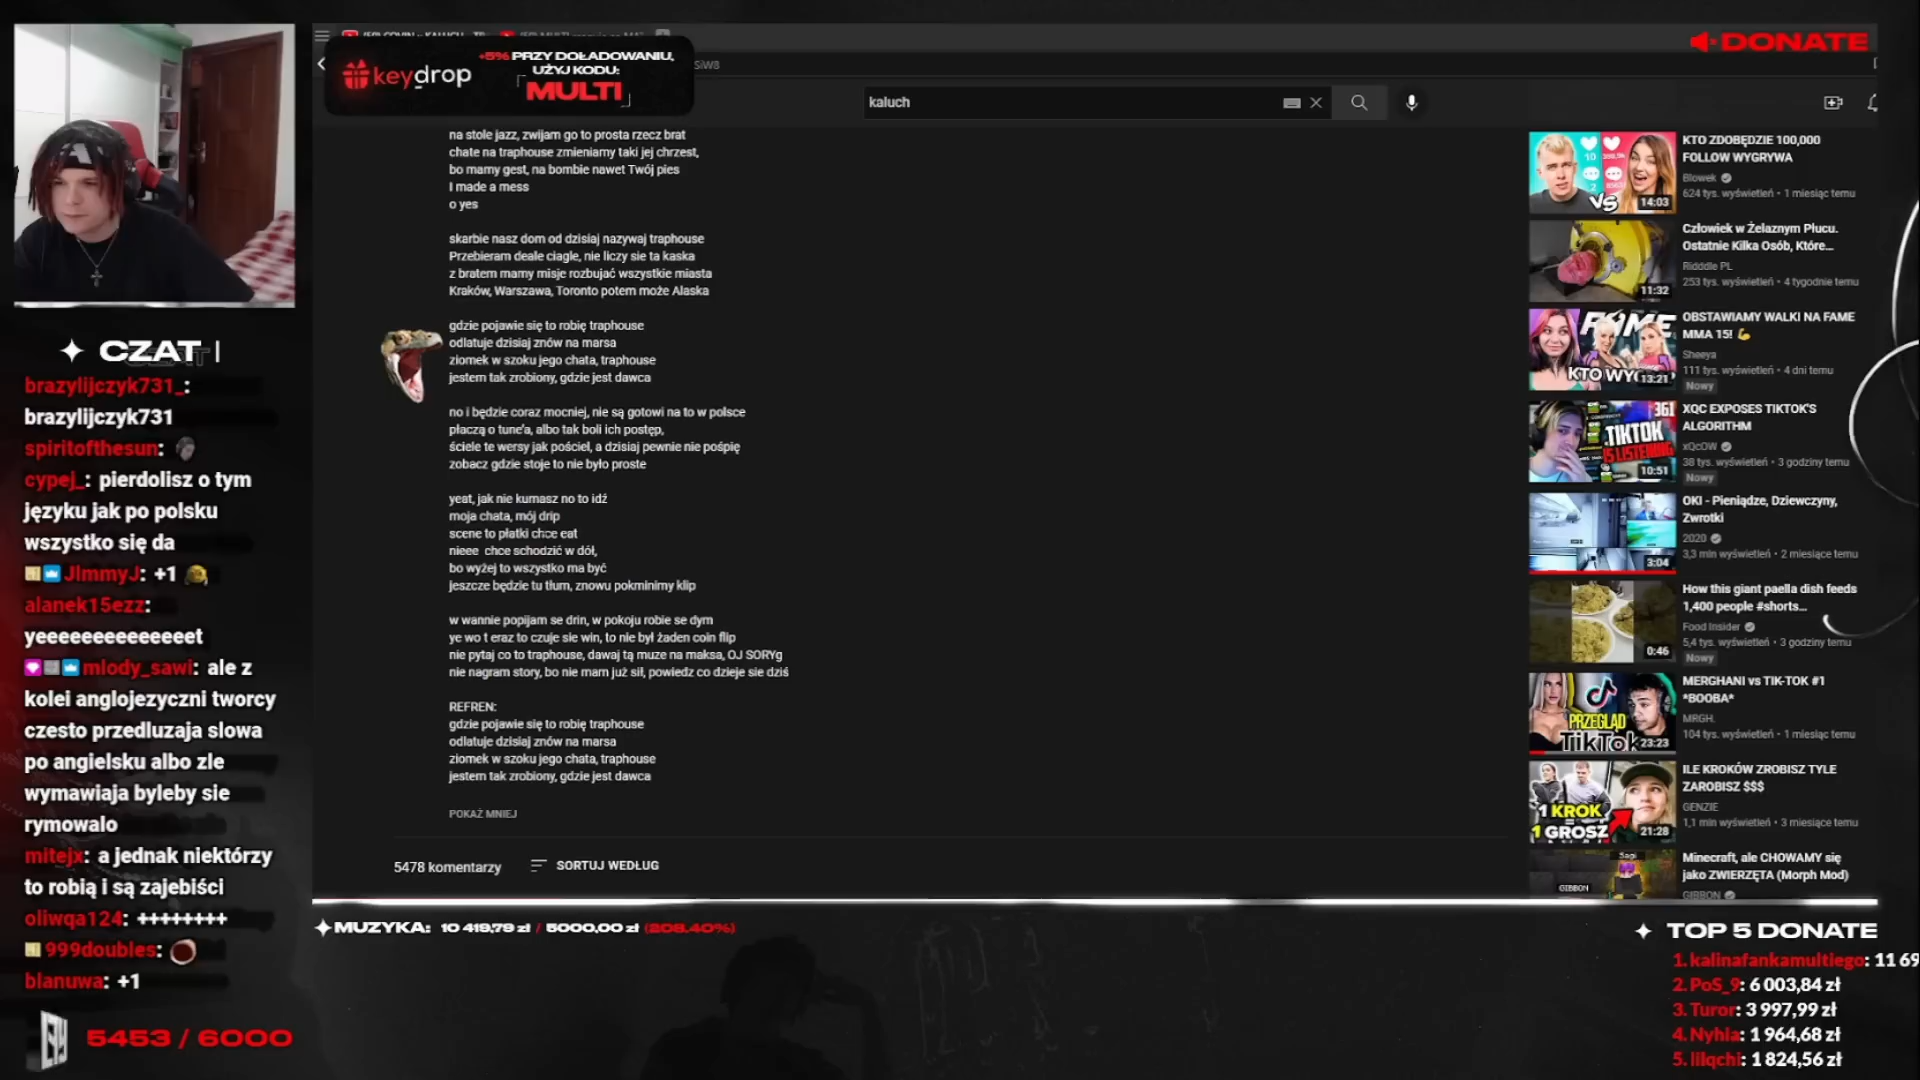 DONATE
keydrop
+5% PRZY DOŁADOWANIU,
UŻYJ KODU:
MULTI
kaluch
na stole jazz, zwijam go to prosta rzecz brat
chate na traphouse zmieniamy taki jej chrzest,
bo mamy gest, na bombie nawet Twój pies
I made a mess
o yes
skarbie nasz dom od dzisiaj nazywaj traphouse
Przebieram deale ciagle, nie liczy sie ta kaska
z bratem mamy misje rozbujać wszystkie miasta
Kraków, Warszawa, Toronto potem może Alaska
gdzie pojawie się to robię traphouse
odlatuje dzisiaj znów na marsa
ziomek w szoku jego chata, traphouse
jestem tak zrobiony, gdzie jest dawca
no i będzie coraz mocniej, nie są gotowi na to w polsce
płaczą o tune'a, albo tak boli ich postęp,
ściele te wersy jak pościel, a dzisiaj pewnie nie pośpię
zobacz gdzie stoje to nie było proste
yeat, jak nie kumasz no to idź
moja chata, mój drip
scene to płatki chce eat
nieee chce schodzić w dół,
bo wyżej to wszystko ma być
jeszcze będzie tu tłum, znowu pokminimy klip
w wannie popijam se drin, w pokoju robie se dym
ye wo t eraz to czuje sie win, to nie był żaden coin flip
nie pytaj co to traphouse, dawaj tą muze na maksa, OJ SORYg
nie nagram story, bo nie mam już sił, powiedz co dzieje sie dziś
REFREN:
gdzie pojawie się to robię traphouse
odlatuje dzisiaj znów na marsa
ziomek w szoku jego chata, traphouse
jestem tak zrobiony, gdzie jest dawca
POKAŻ MNIEJ
5478 komentarzy
SORTUJ WEDŁUG
KTO ZDOBĘDZIE 100,000
FOLLOW WYGRYWA
Blowek
624 tys. wyświetleń • 1 miesiąc temu
VS
14:03
Człowiek w Żelaznym Płucu.
Ostatnie Kilka Osób, Które...
Ridddle PL
253 tys. wyświetleń • 4 tygodnie temu
11:32
OBSTAWIAMY WALKI NA FAME
MMA 15! 💪
Sheeya
111 tys. wyświetleń • 4 dni temu
Nowy
FAME
KTO WY
13:21
XQC EXPOSES TIKTOK'S
ALGORITHM
xQcOW
38 tys. wyświetleń • 3 godziny temu
Nowy
361
TIKTOK
IS LISTENING
10:51
OKI - Pieniądze, Dziewczyny,
Zwrotki
2020
3,3 mln wyświetleń • 2 miesiące temu
3:04
How this giant paella dish feeds
1,400 people #shorts...
Food Insider
5,4 tys. wyświetleń • 3 godziny temu
Nowy
0:46
MERGHANI vs TIK-TOK #1
*BOOBA*
MRGH.
104 tys. wyświetleń • 1 miesiąc temu
PRZEGLĄD
TikTok
23:23
ILE KROKÓW ZROBISZ TYLE
ZAROBISZ $$$
GENZIE
1,1 mln wyświetleń • 3 miesiące temu
1 KROK
1 GROSZ
21:28
Minecraft, ale CHOWAMY się
jako ZWIERZĘTA (Morph Mod)
GIBBON
Sagi
GIBBON
CZAT
brazylijczyk731_:
brazylijczyk731
spiritofthesun:
cypej_: pierdolisz o tym
języku jak po polsku
wszystko się da
JImmyJ: +1
alanek15ezz:
yeeeeeeeeeeeeeet
mlody_sawi: ale z
kolei anglojezyczni tworcy
czesto przedluzaja slowa
po angielsku albo zle
wymawiaja byleby sie
rymowalo
mitejx: a jednak niektórzy
to robią i są zajebiści
oliwqa124: ++++++++
999doubles:
blanuwa: +1
5453 / 6000
MUZYKA: 10 419,79 zł / 5000,00 zł (208.40%)
TOP 5 DONATE
1. kalinafankamultiego: 11 69
2. PoS_9: 6 003,84 zł
3. Turor: 3 997,99 zł
4. Nyhla: 1 964,68 zł
5. lilqchi: 1 824,56 zł